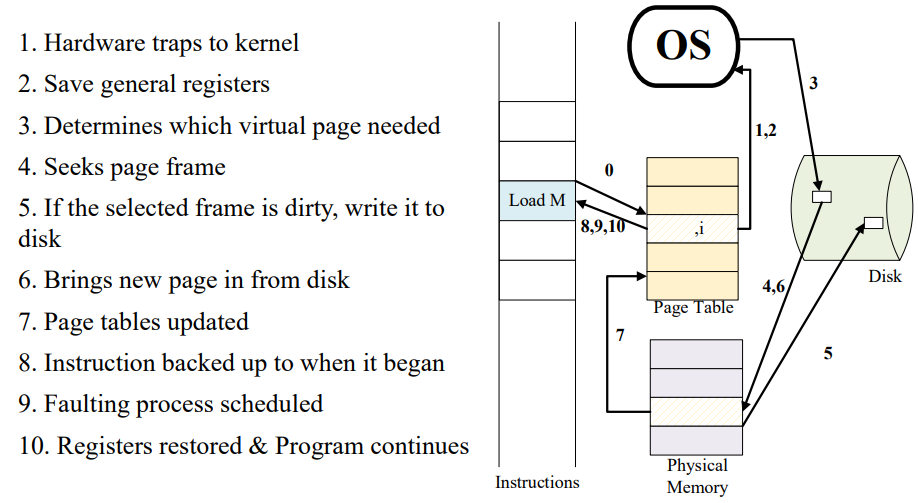 1. Hardware traps to kernel
2. Save general registers
3. Determines which virtual page needed
4. Seeks page frame
5. If the selected frame is dirty, write it to
disk
6. Brings new page in from disk
7. Page tables updated
8. Instruction backed up to when it began
9. Faulting process scheduled
10. Registers restored & Program continues
OS
3
1,2
0
Load M
8,9,10
,i
Disk
4,6
Page Table
7
5
Physical
Memory
Instructions